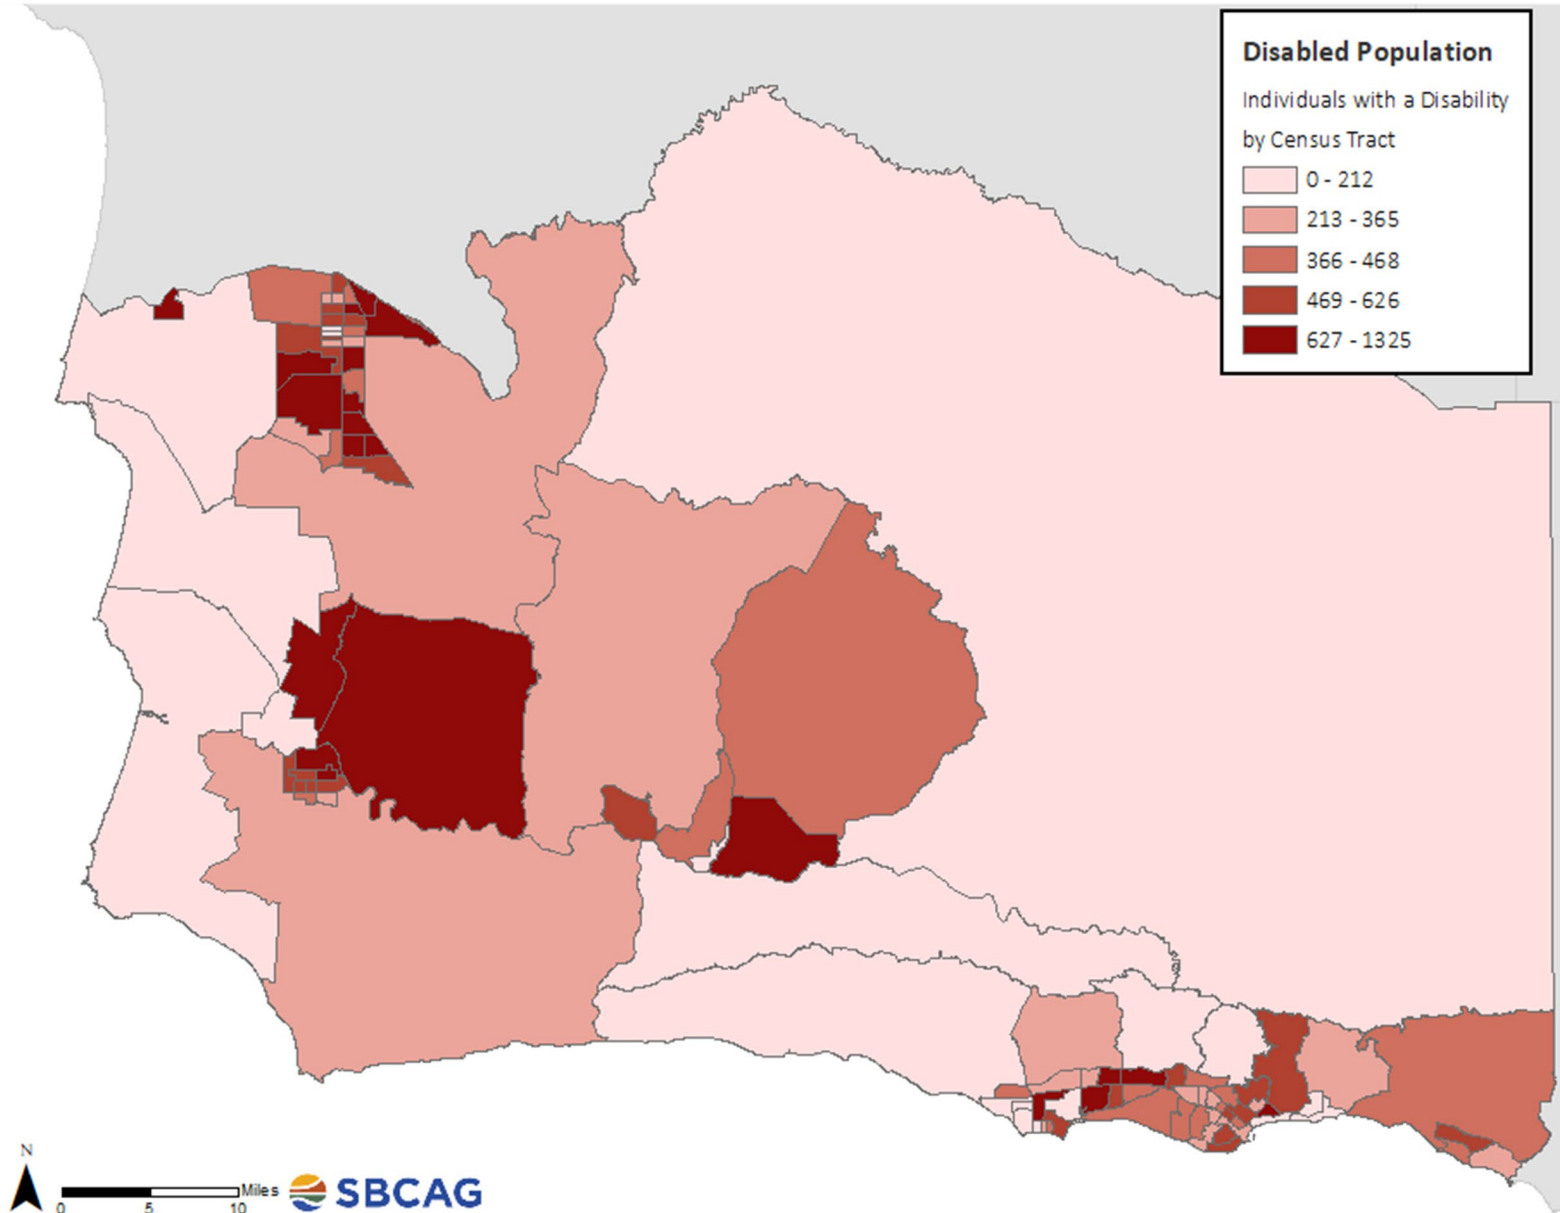 Disabled Population
Individuals with a Disability
by Census Tract
0 - 212
213 - 365
366 - 468
469 - 626
627 - 1325
N
Miles
0 5 10
SBCAG